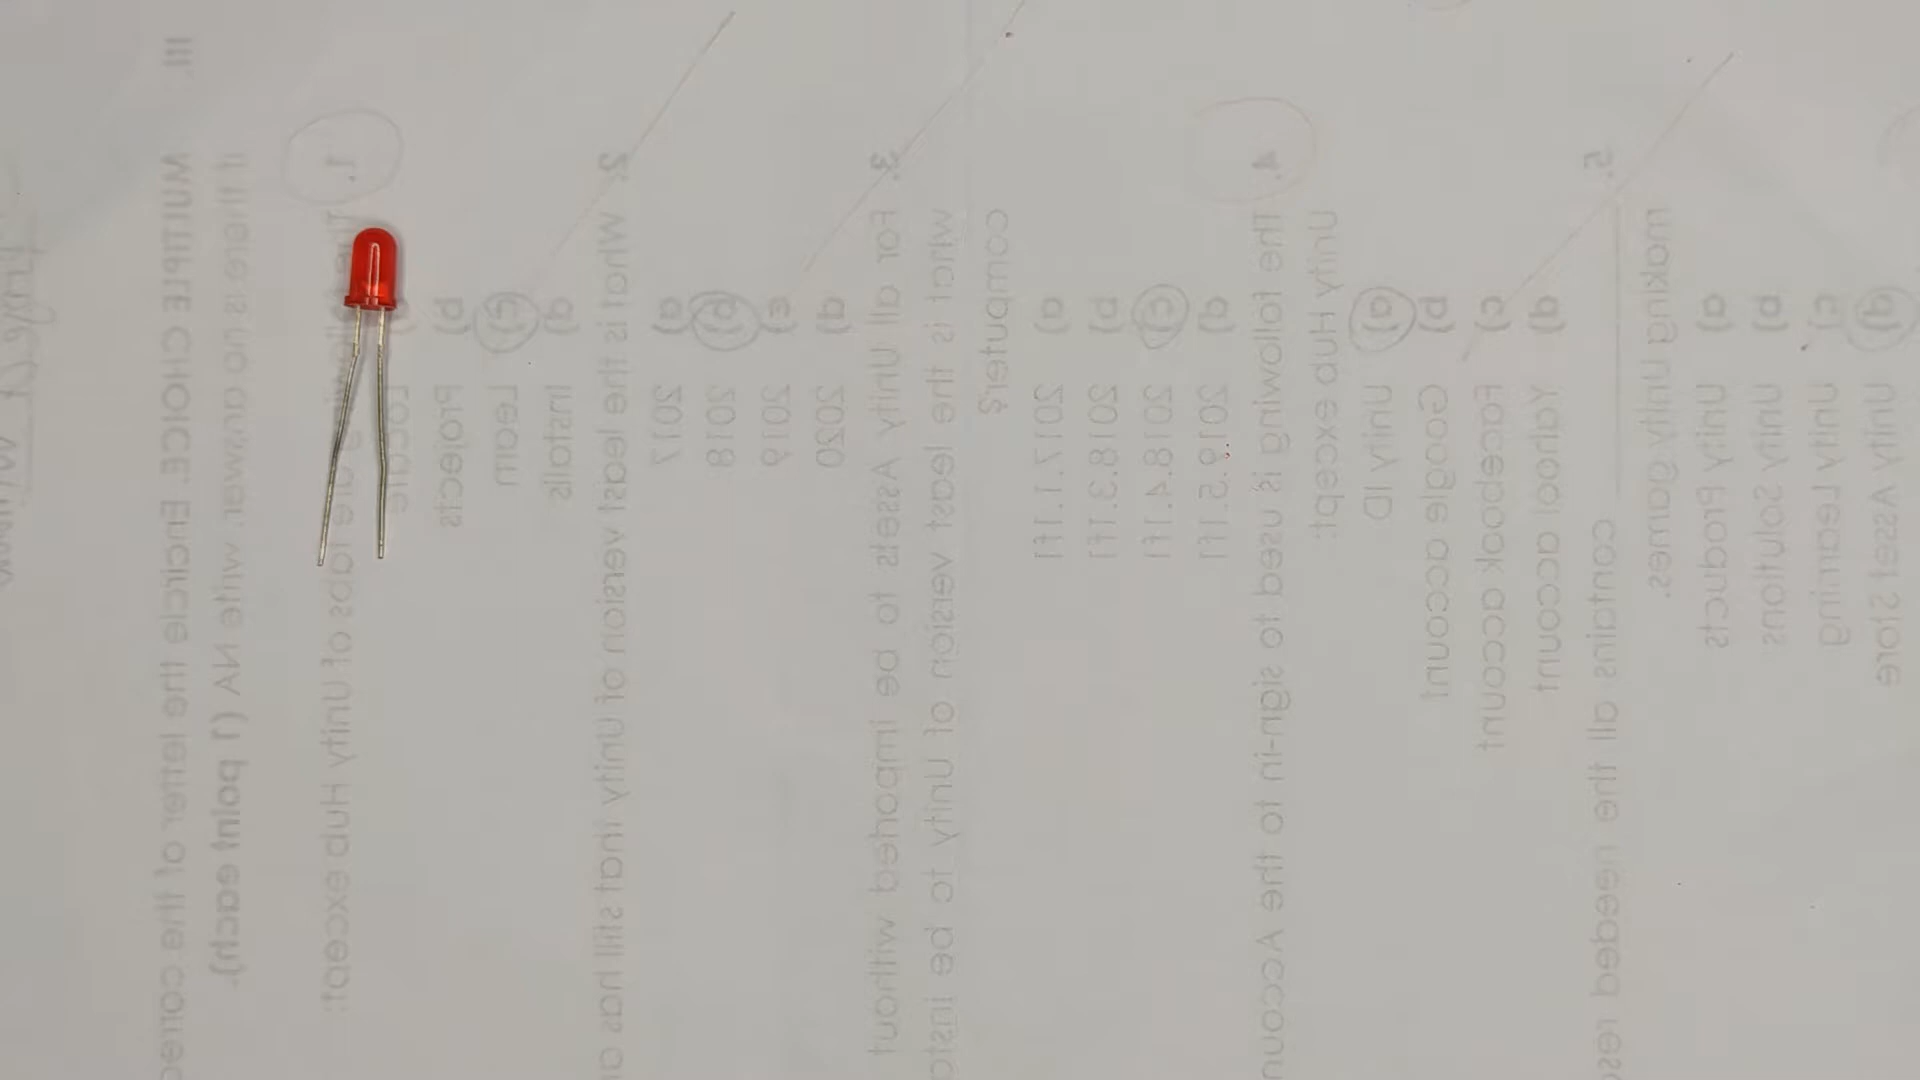 III.
MULTIPLE CHOICE: Encircle the letter of the correc
If there is no answer, write NA (1 point each).
1. The following are tabs of Unity Hub except:
a) Locale
b) Projects
c) Learn
d) Installs
2. What is the least version of Unity that still has a
a) 2017
b) 2018
c) 2019
d) 2020
3. For all Unity Assets to be imported without
what is the least version of Unity to be insta
computer?
a) 2017.1.1f1
b) 2018.3.1f1
c) 2018.4.1f1
d) 2019.2.1f1
4. The following is used to sign-in to the Accoun
Unity Hub except:
a) Unity ID
b) Google account
c) Facebook account
d) Yahoo! account
5. contains all the needed res
making Unity games.
a) Unity Products
b) Unity Solutions
c) Unity Learning
d) Unity Asset Store